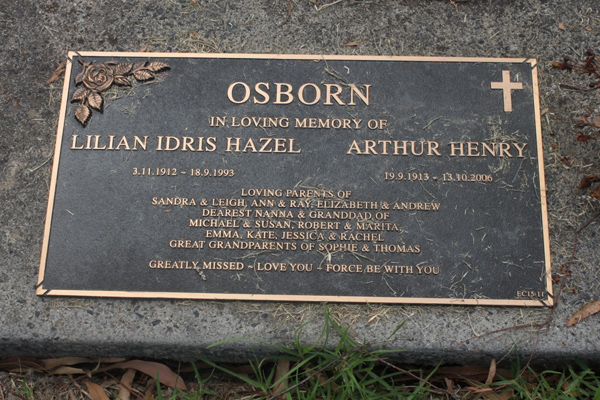 OSBORN
IN LOVING MEMORY OF
LILIAN IDRIS HAZEL ARTHUR HENRY
3.11.1912 - 18.9.1993 19.9.1913 - 13.10.2006
LOVING PARENTS OF
SANDRA & LEIGH, ANN & RAY, ELIZABETH & ANDREW
DEAREST NANNA & GRANDDAD OF
MICHAEL & SUSAN, ROBERT & MARITA,
EMMA, KATE, JESSICA & RACHEL
GREAT GRANDPARENTS OF SOPHIE & THOMAS
GREATLY MISSED - LOVE YOU - FORCE BE WITH YOU
EC15-11